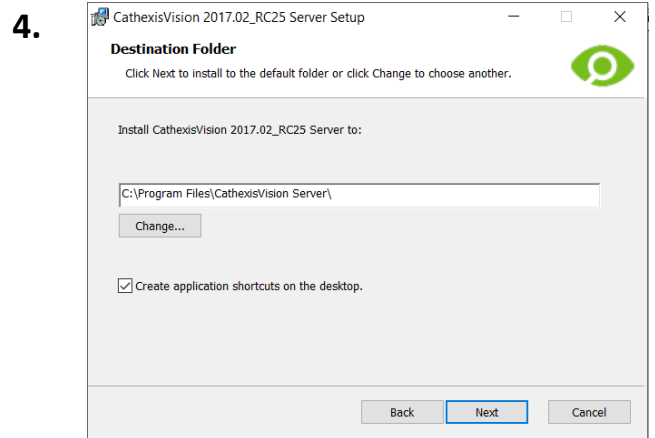 4.
CathexisVision 2017.02_RC25 Server Setup
Destination Folder
Click Next to install to the default folder or click Change to choose another.
Install CathexisVision 2017.02_RC25 Server to:
C:\Program Files\CathexisVision Server\
Change...
Create application shortcuts on the desktop.
Back Next Cancel